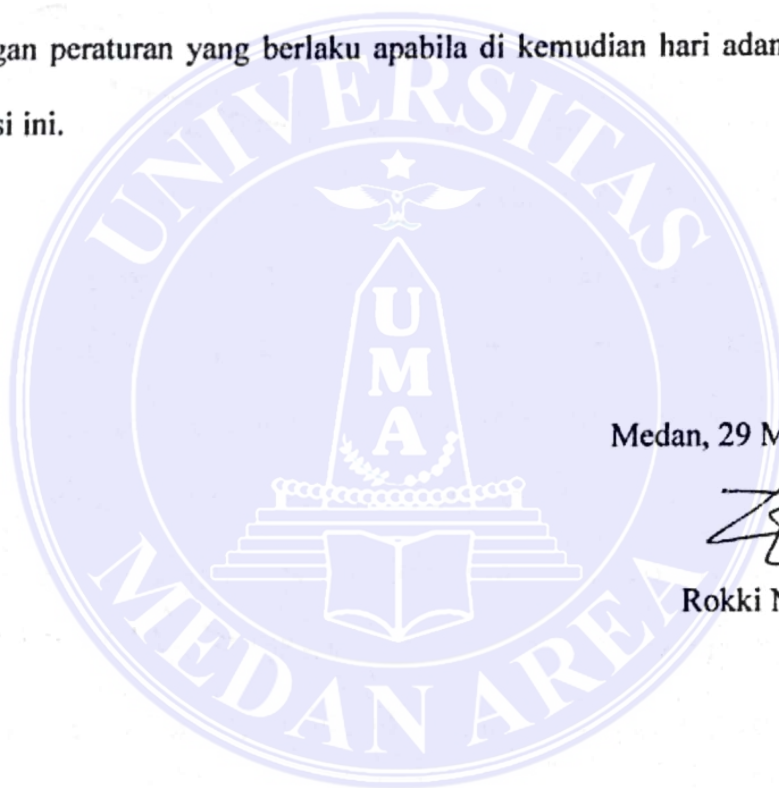 gan peraturan yang berlaku apabila di kemudian hari adan
si ini.
UNIVERSITAS
UMA
Medan, 29 M
Rokki N
MEDAN AREA